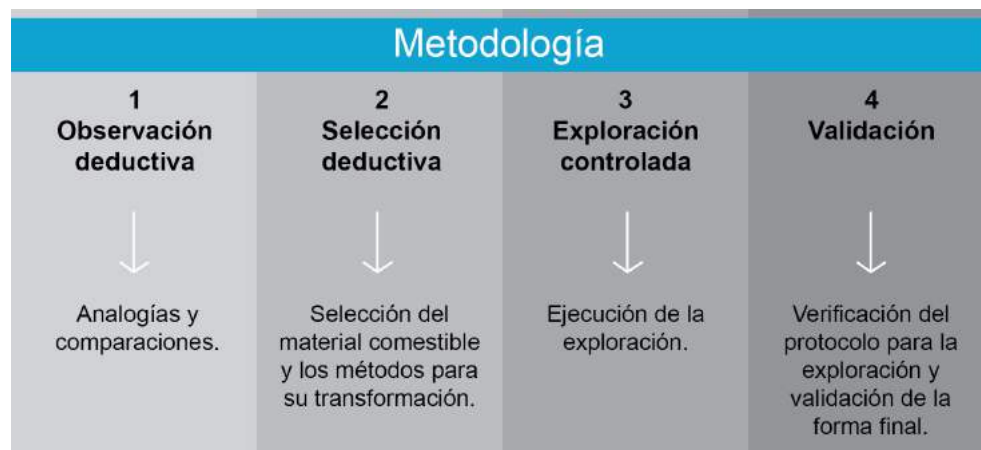 Metodología
1
Observación
deductiva
Analogías y
comparaciones.
2
Selección
deductiva
Selección del
material comestible
y los métodos para
su transformación.
3
Exploración
controlada
Ejecución de la
exploración.
4
Validación
Verificación del
protocolo para la
exploración y
validación de la
forma final.